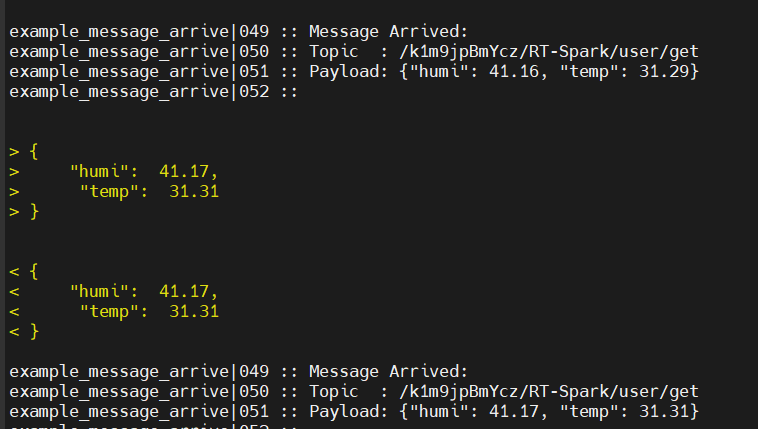 example_message_arrive|049 :: Message Arrived:
example_message_arrive|050 :: Topic  : /k1m9jpBmYcz/RT-Spark/user/get
example_message_arrive|051 :: Payload: {"humi": 41.16, "temp": 31.29}
example_message_arrive|052 ::
> {
>     "humi":  41.17,
>      "temp":  31.31
> }
< {
<     "humi":  41.17,
<      "temp":  31.31
< }
example_message_arrive|049 :: Message Arrived:
example_message_arrive|050 :: Topic  : /k1m9jpBmYcz/RT-Spark/user/get
example_message_arrive|051 :: Payload: {"humi": 41.17, "temp": 31.31}
example_message_arrive|052 ::